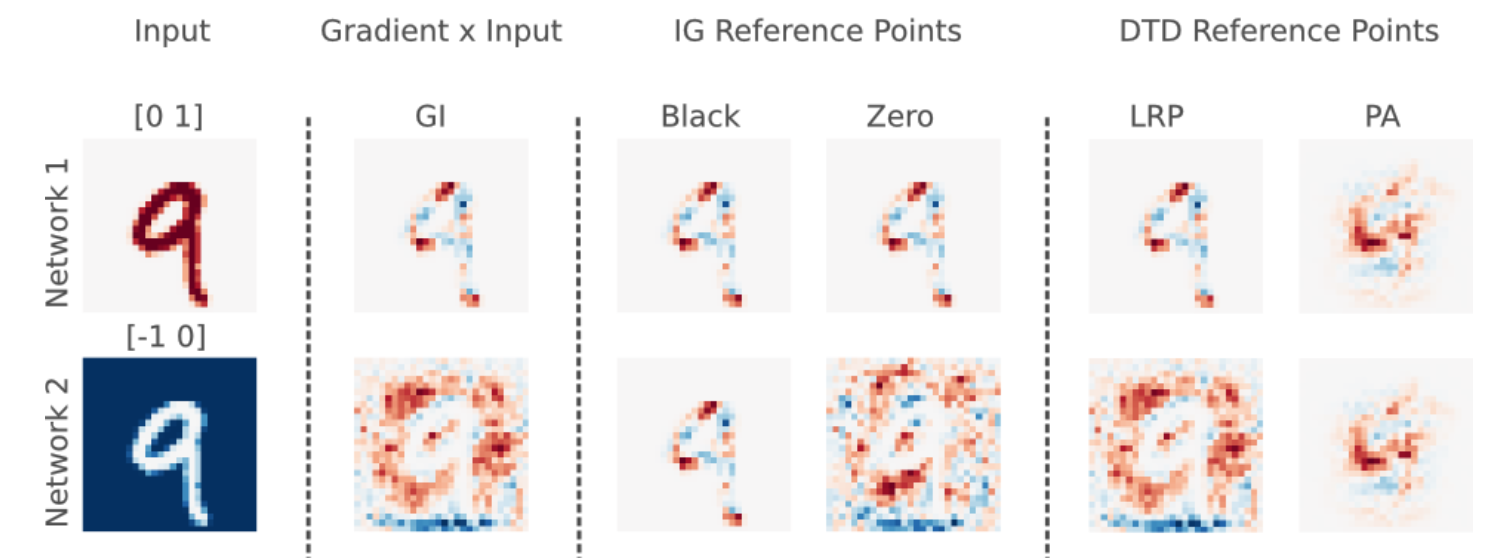 Input Gradient x Input IG Reference Points DTD Reference Points
[0 1] GI Black Zero LRP PA
Network 1
[-1 0]
Network 2